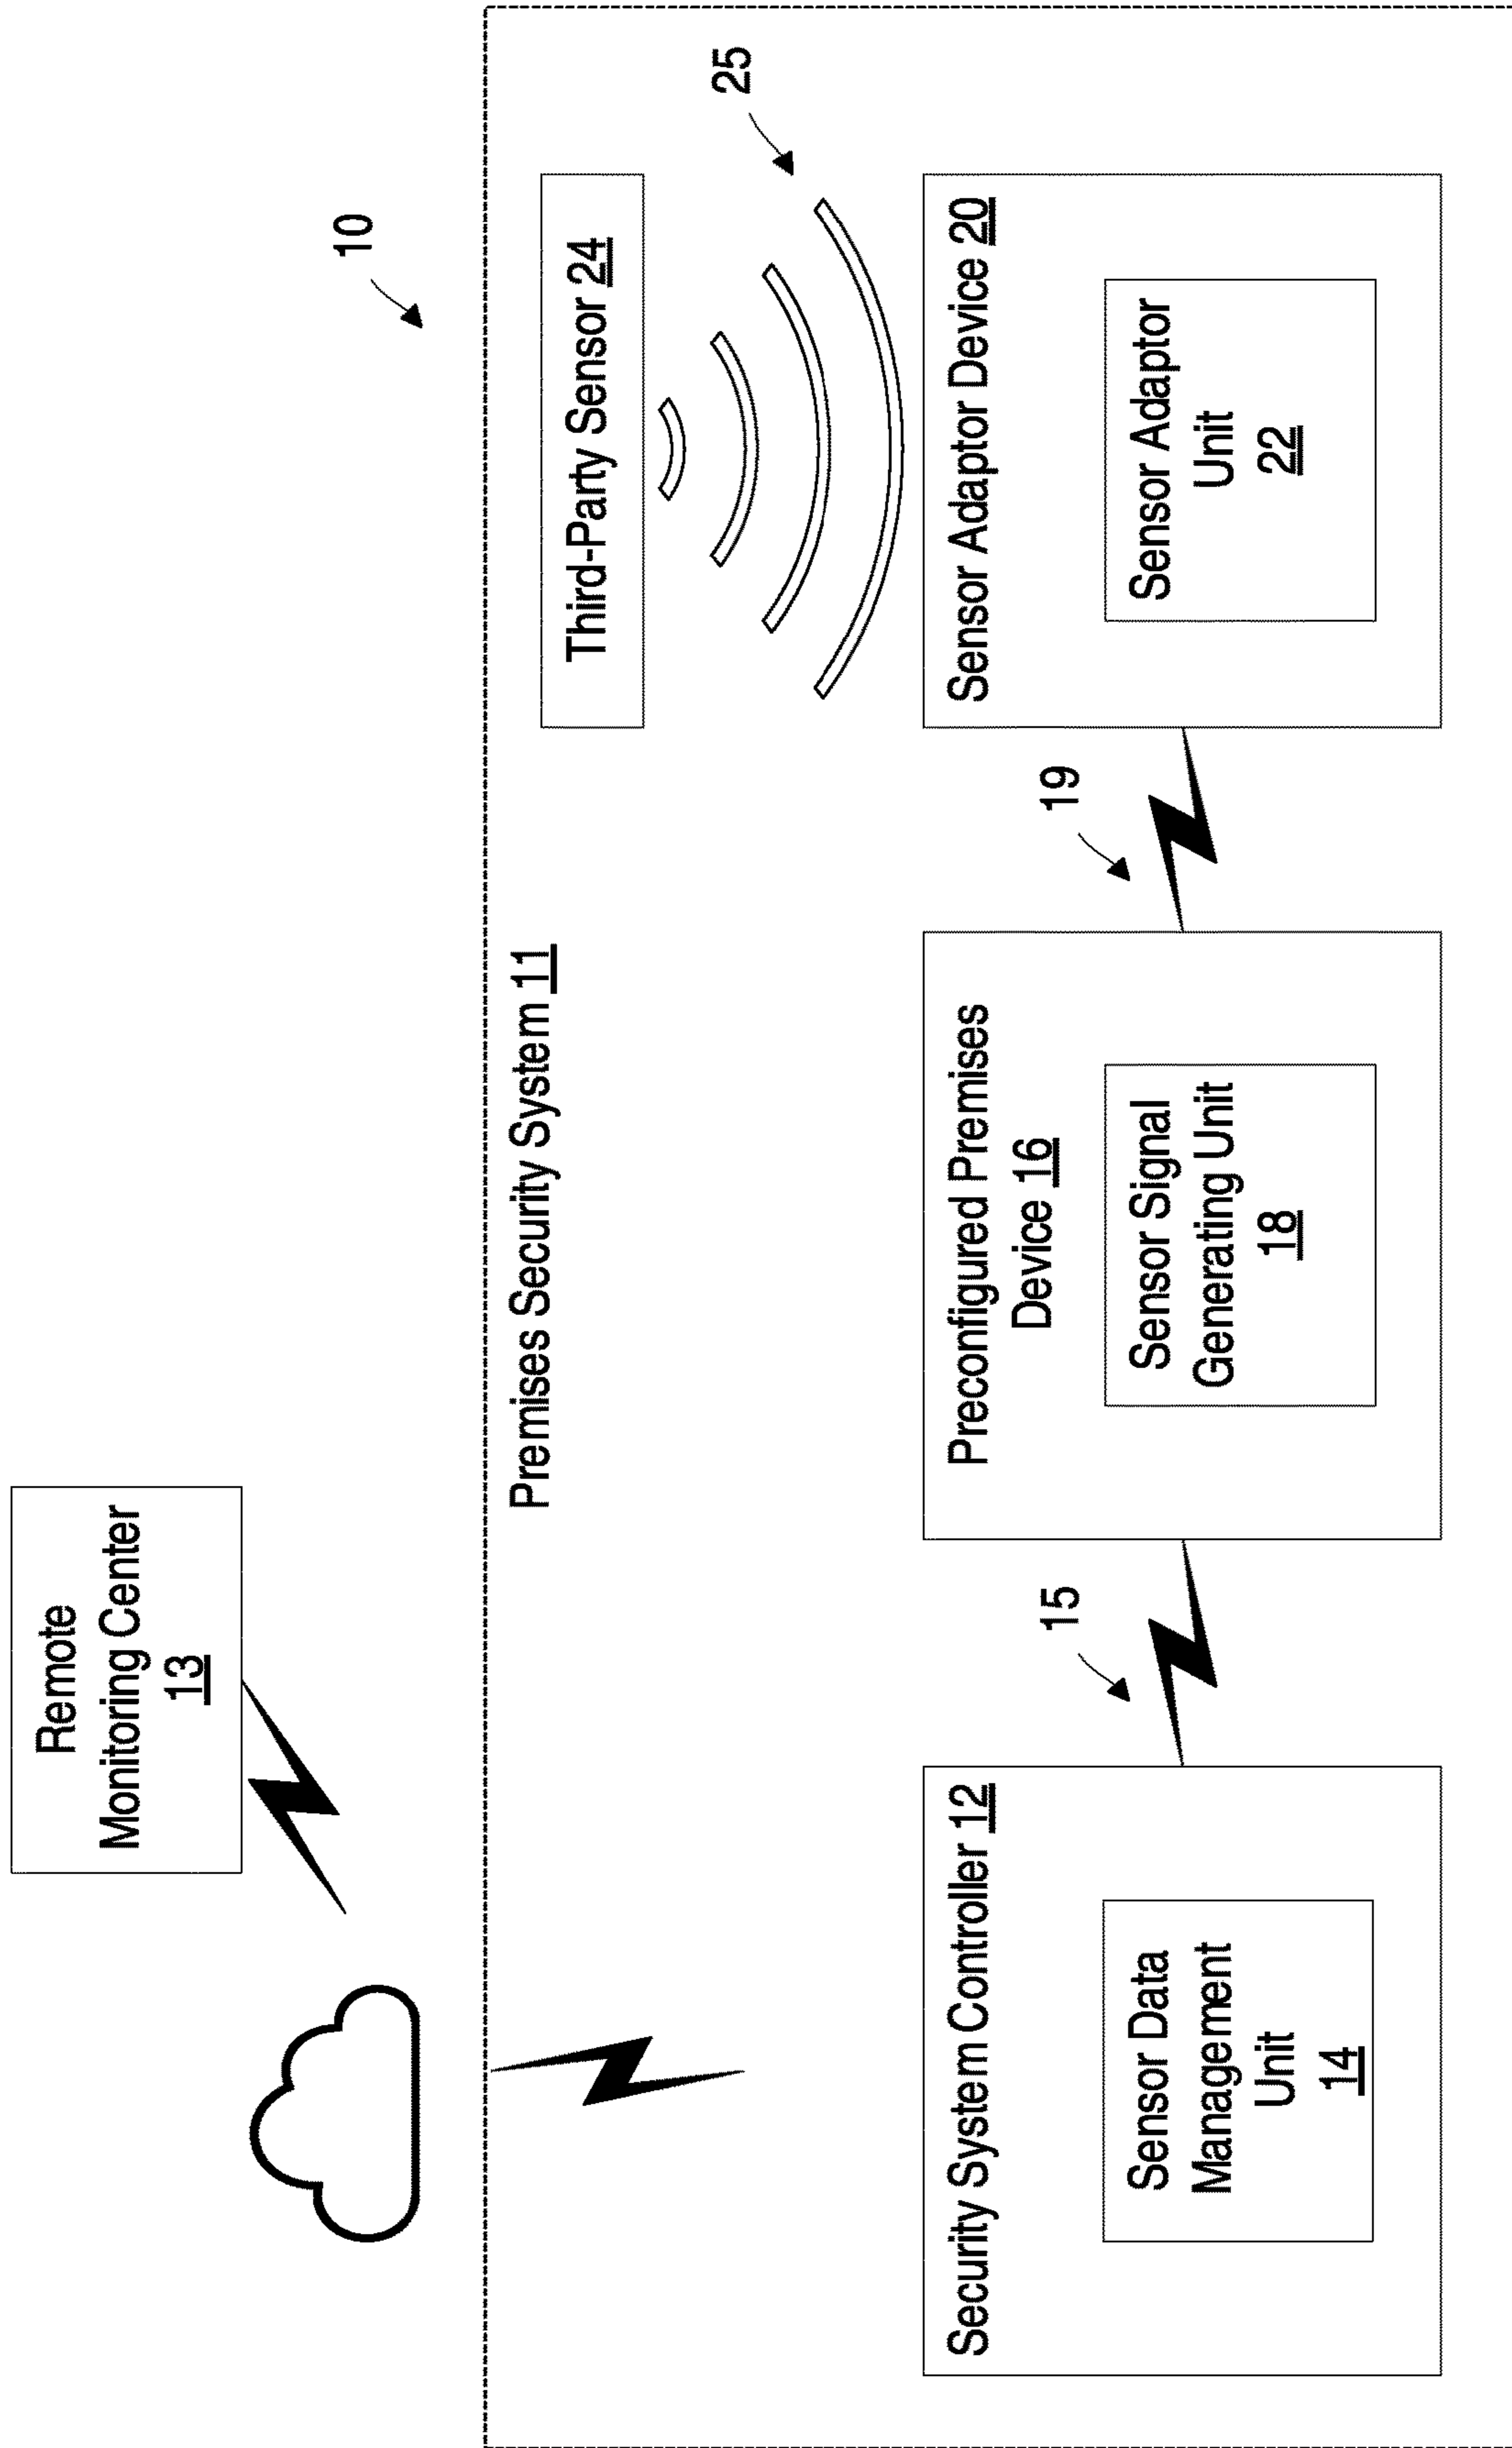 Remote
Monitoring Center
13
10
Premises Security System 11
Third-Party Sensor 24
25
Security System Controller 12
Sensor Data
Management
Unit
14
15
Preconfigured Premises
Device 16
Sensor Signal
Generating Unit
18
19
Sensor Adaptor Device 20
Sensor Adaptor
Unit
22